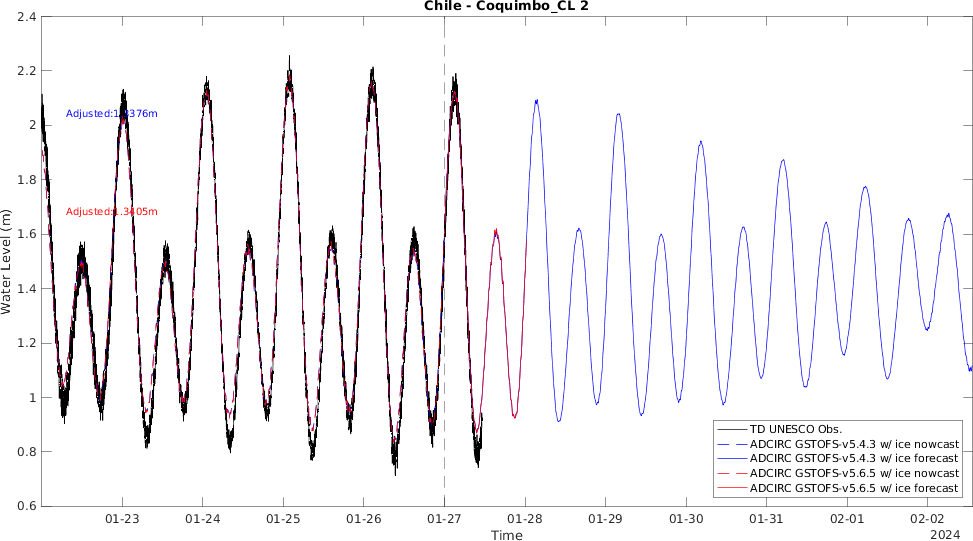 Chile - Coquimbo_CL 2
2.4
2.2
2
1.8
1.6
1.4
1.2
1
0.8
0.6
Water Level (m)
Adjusted:1.3405m
TD UNESCO Obs.
ADCIRC GSTOFS-v5.4.3 w/ ice nowcast
ADCIRC GSTOFS-v5.4.3 w/ ice forecast
ADCIRC GSTOFS-v5.6.5 w/ ice nowcast
ADCIRC GSTOFS-v5.6.5 w/ ice forecast
01-23
01-24
01-25
01-26
01-27
01-28
01-29
01-30
01-31
02-01
02-02
Time
2024